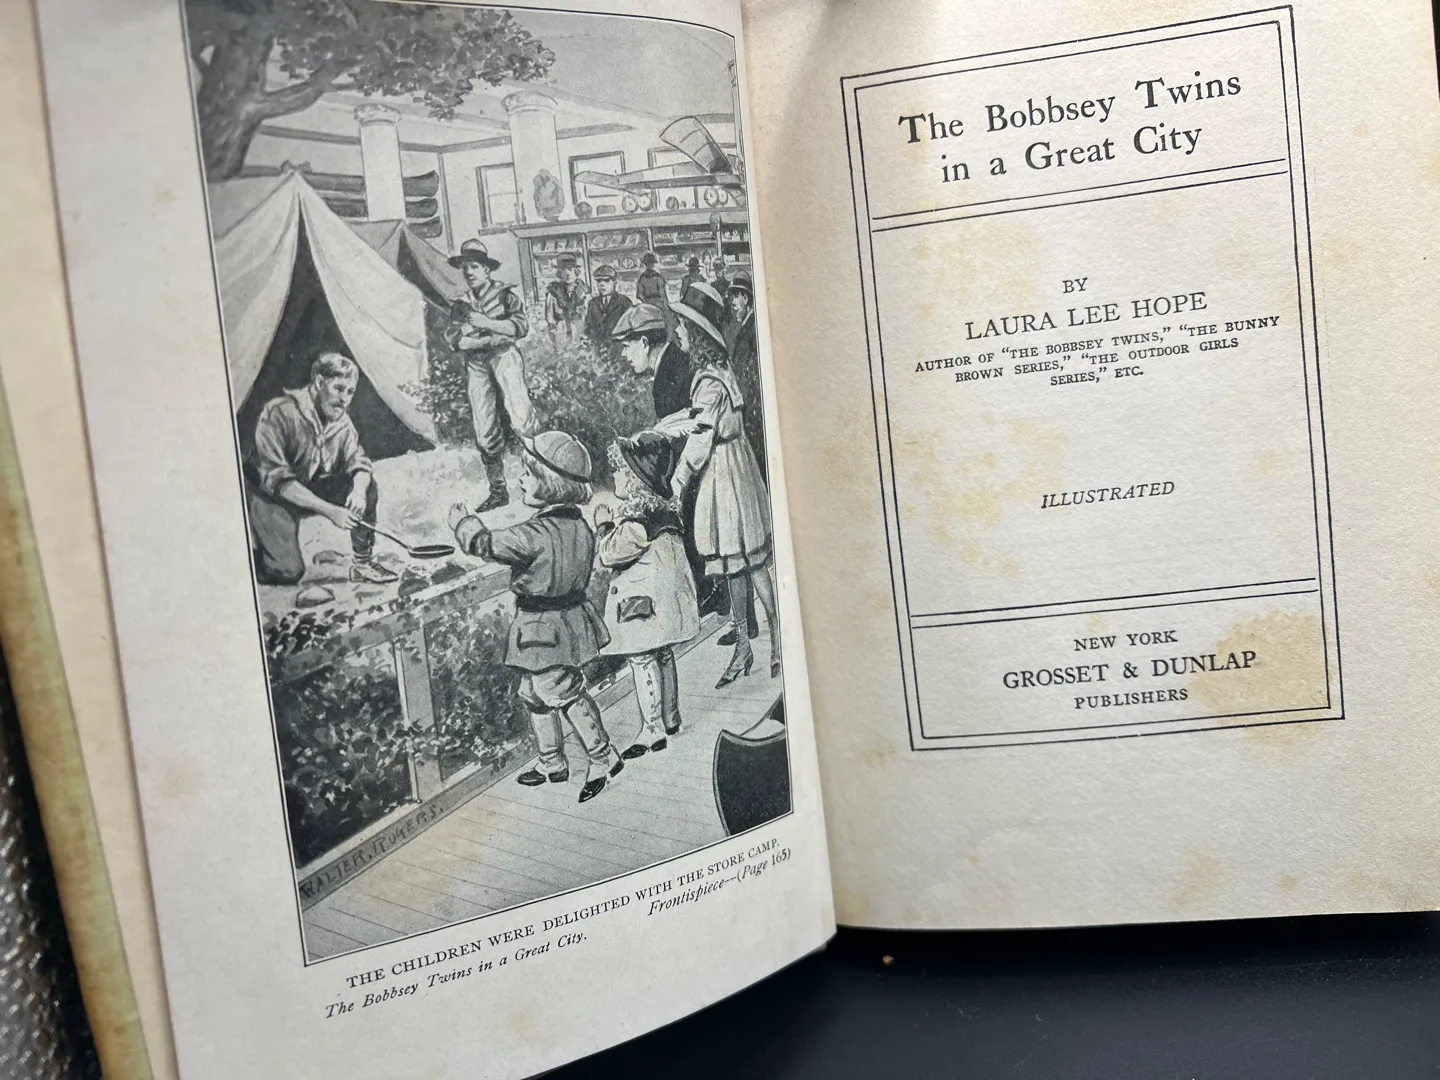 WALTER. ROGERS.
THE CHILDREN WERE DELIGHTED WITH THE STORE CAMP.
The Bobbsey Twins in a Great City.
Frontispiece—(Page 165)
The Bobbsey Twins
in a Great City
BY
LAURA LEE HOPE
AUTHOR OF "THE BOBBSEY TWINS," "THE BUNNY
BROWN SERIES," "THE OUTDOOR GIRLS
SERIES," ETC.
ILLUSTRATED
NEW YORK
GROSSET & DUNLAP
PUBLISHERS